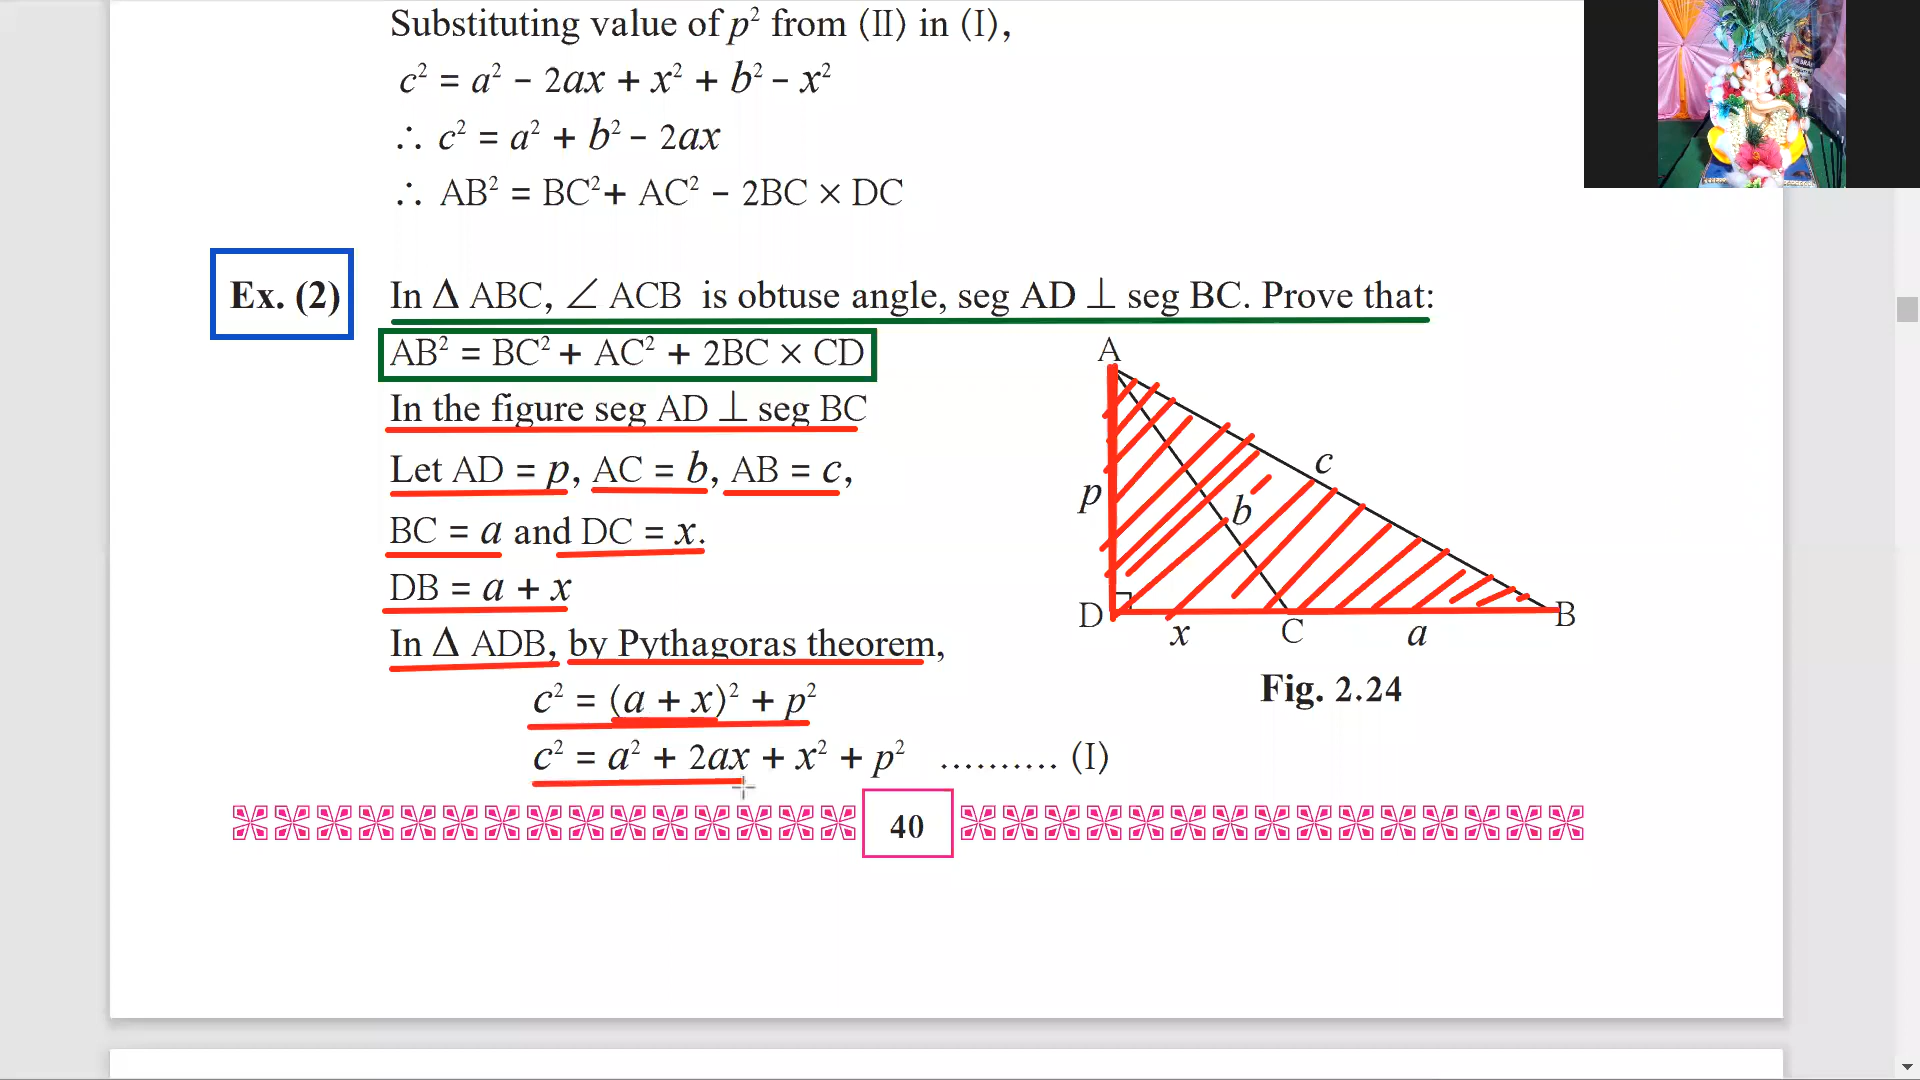 Substituting value of p² from (II) in (I),
c² = a² − 2ax + x² + b² − x²
∴ c² = a² + b² − 2ax
∴ AB² = BC² + AC² − 2BC × DC
Ex. (2) In Δ ABC, ∠ ACB is obtuse angle, seg AD ⊥ seg BC. Prove that:
AB² = BC² + AC² + 2BC × CD
In the figure seg AD ⊥ seg BC
Let AD = p, AC = b, AB = c,
BC = a and DC = x.
DB = a + x
In Δ ADB, by Pythagoras theorem,
c² = (a + x)² + p²
c² = a² + 2ax + x² + p² .......... (I)
A
c
p
b
D
B
x
C
a
Fig. 2.24
40